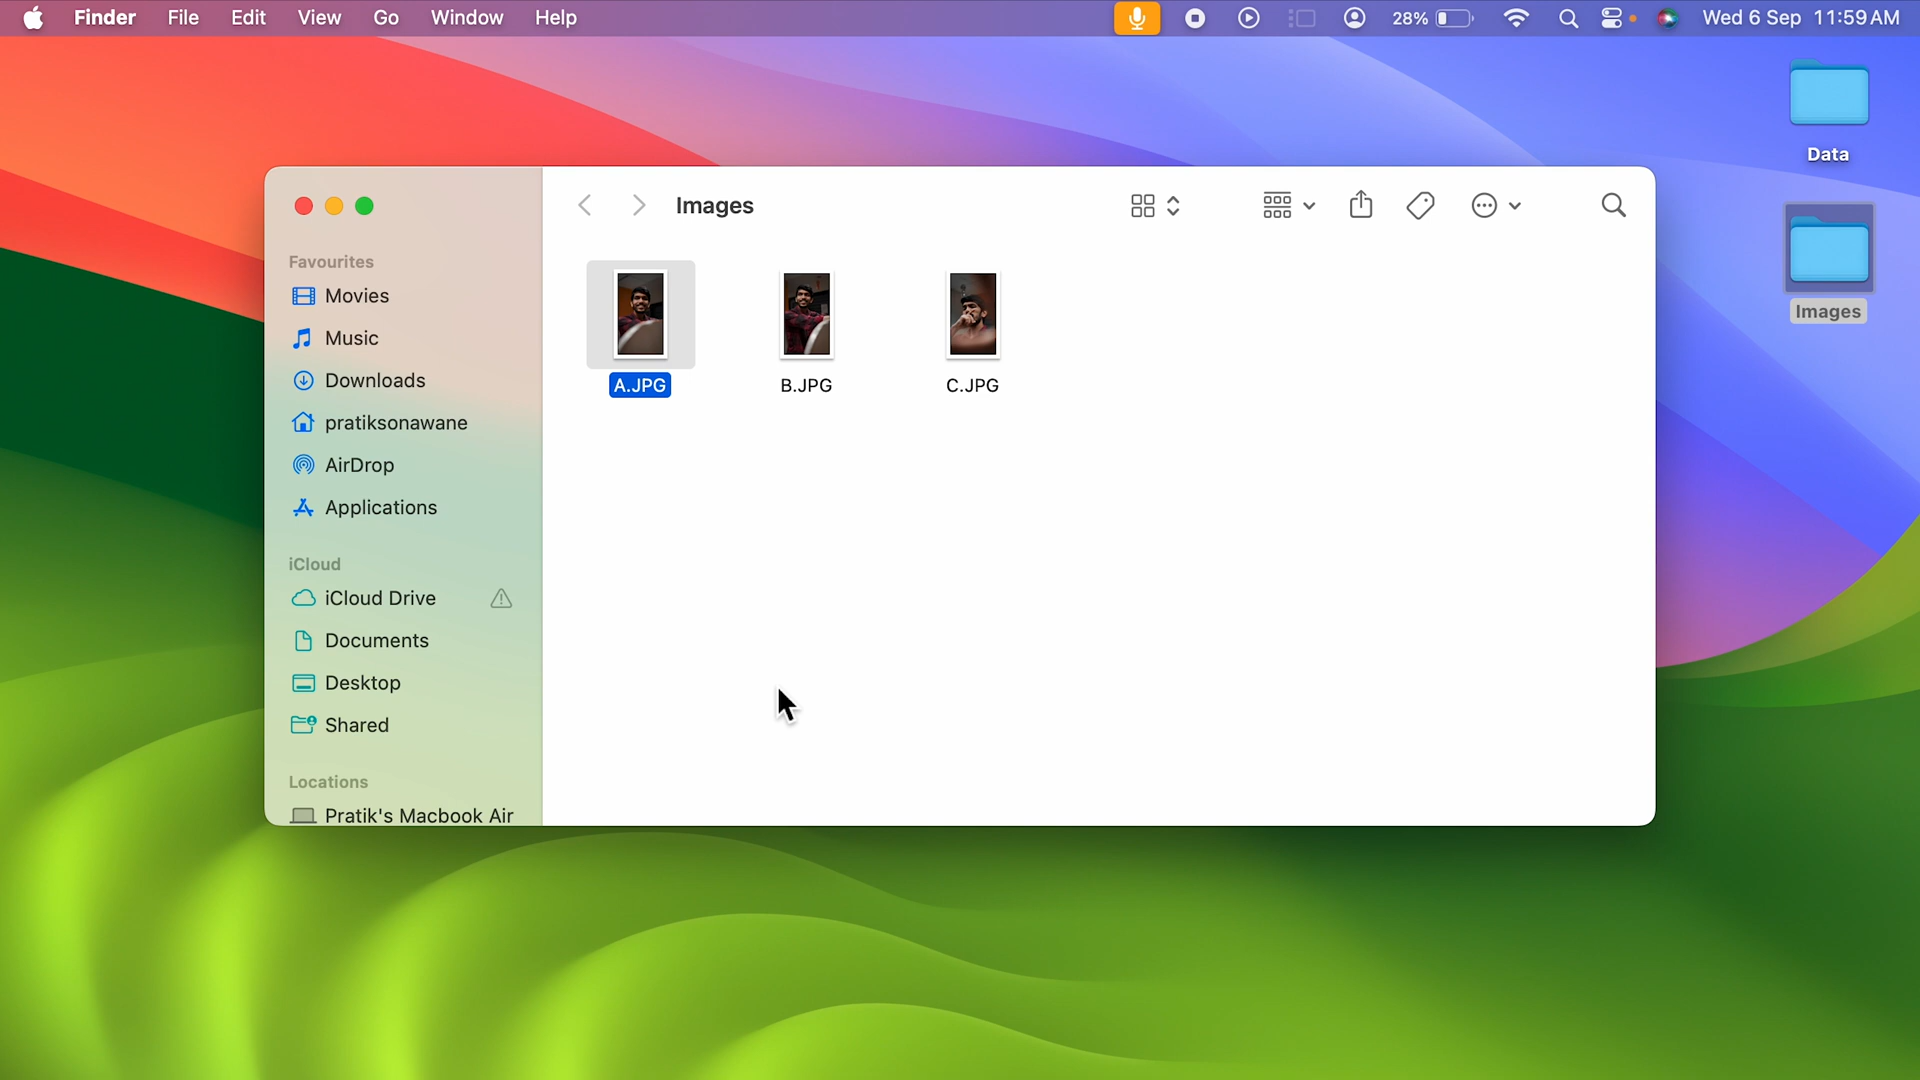 Finder File Edit View Go Window Help 28% Wed 6 Sep 11:59 AM
Data
Images
Images
A.JPG B.JPG C.JPG
Favourites
Movies
Music
Downloads
pratiksonawane
AirDrop
Applications
iCloud
iCloud Drive
Documents
Desktop
Shared
Locations
Pratik's Macbook Air